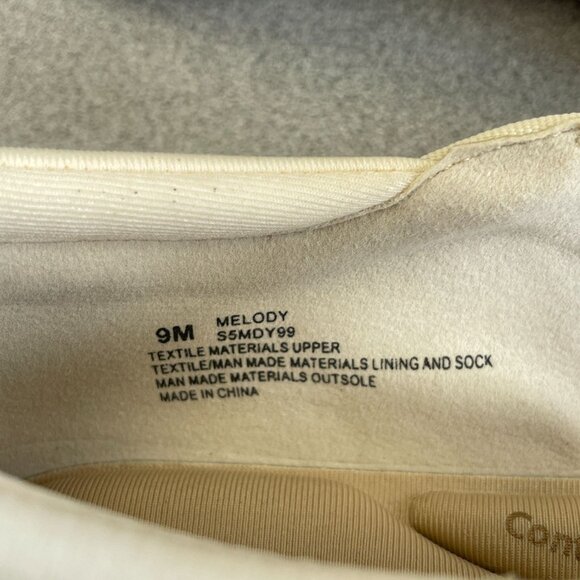 9M MELODY
S5MDY99
TEXTILE MATERIALS UPPER
TEXTILE/MAN MADE MATERIALS LINING AND SOCK
MAN MADE MATERIALS OUTSOLE
MADE IN CHINA